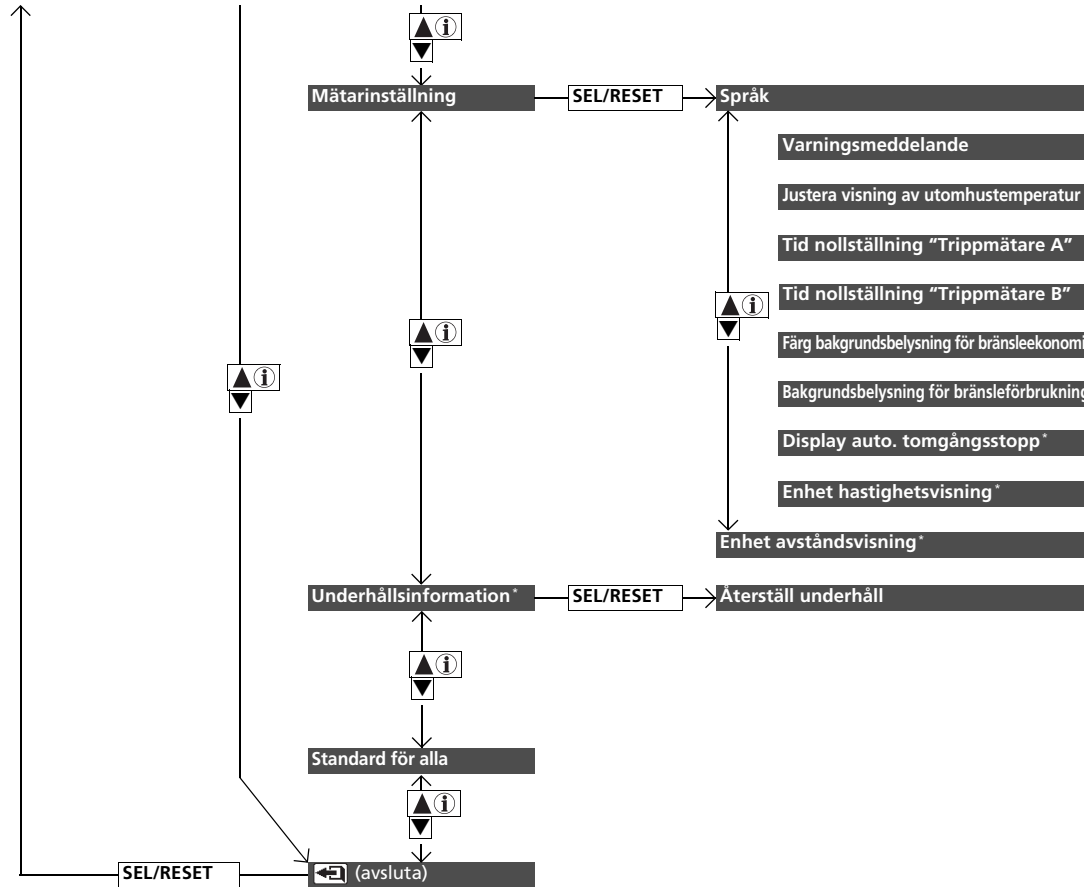 Mätarinställning SEL/RESET Språk
Varningsmeddelande
Justera visning av utomhustemperatur
Tid nollställning “Trippmätare A”
Tid nollställning “Trippmätare B”
Färg bakgrundsbelysning för bränsleekonomi
Bakgrundsbelysning för bränsleförbrukning
Display auto. tomgångsstopp*
Enhet hastighetsvisning*
Enhet avståndsvisning*
Underhållsinformation* SEL/RESET Återställ underhåll
Standard för alla
SEL/RESET (avsluta)